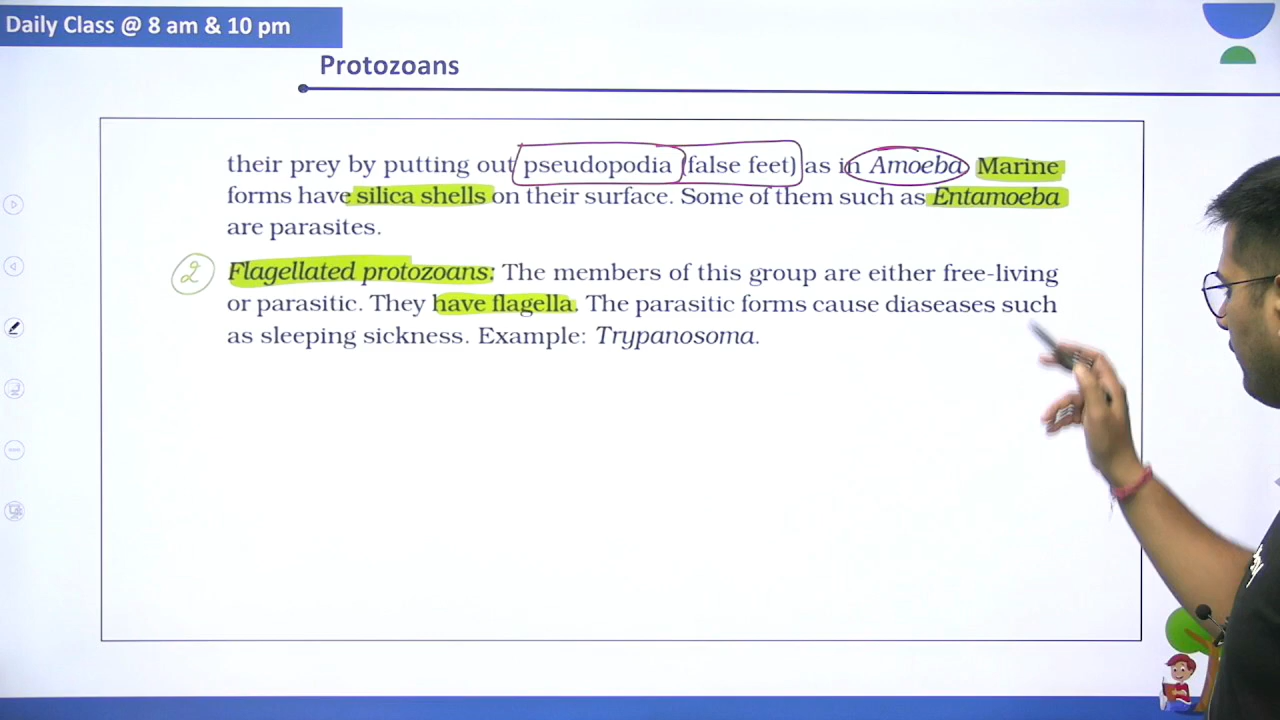 Daily Class @ 8 am & 10 pm
Protozoans
their prey by putting out pseudopodia (false feet) as in Amoeba Marine
forms have silica shells on their surface. Some of them such as Entamoeba
are parasites.
2 Flagellated protozoans: The members of this group are either free-living
or parasitic. They have flagella. The parasitic forms cause diaseases such
as sleeping sickness. Example: Trypanosoma.